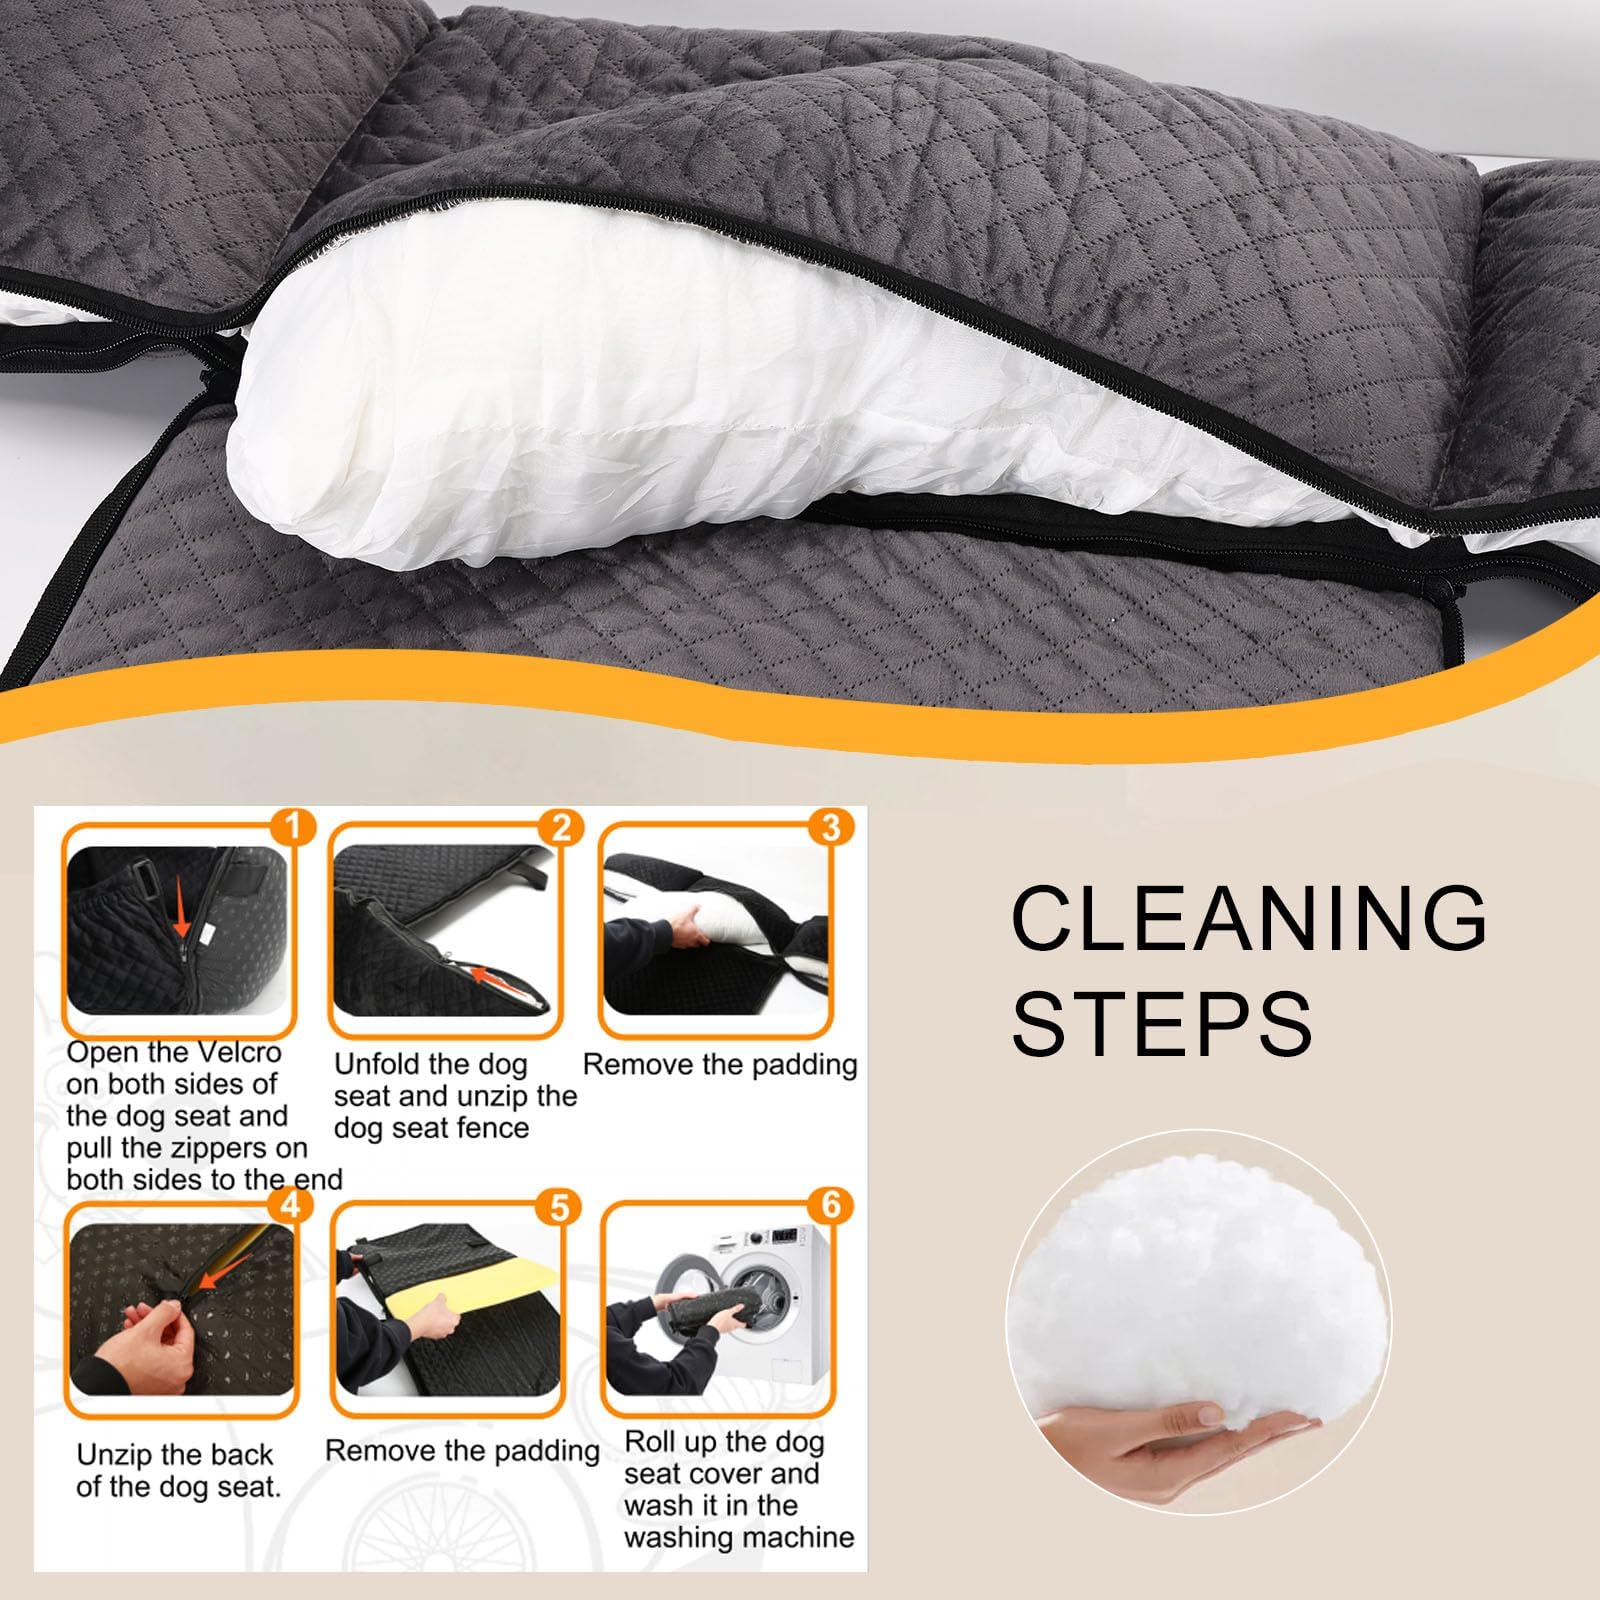 CLEANING
STEPS
1
Open the Velcro
on both sides of
the dog seat and
pull the zippers on
both sides to the end
2
Unfold the dog
seat and unzip the
dog seat fence
3
Remove the padding
4
Unzip the back
of the dog seat.
5
Remove the padding
6
Roll up the dog
seat cover and
wash it in the
washing machine